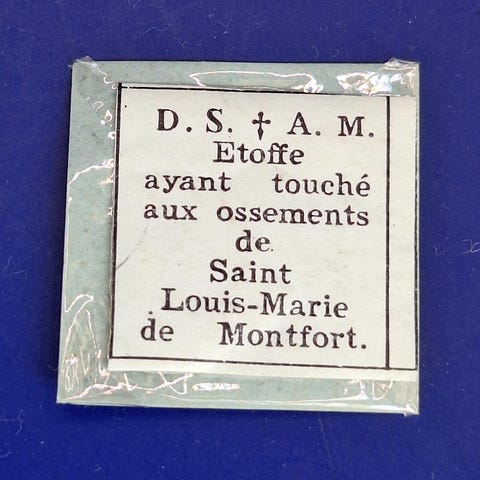 D. S. † A. M.
Etoffe
ayant touché
aux ossements
de
Saint
Louis-Marie
de Montfort.